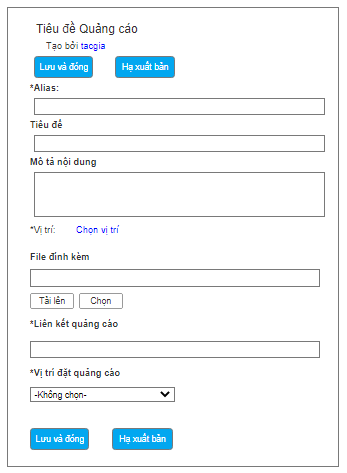 Tiêu đề Quảng cáo
Tạo bởi tacgia
Lưu và đóng Hạ xuất bản
*Alias:
Tiêu đề
Mô tả nội dung
*Vị trí: Chọn vị trí
File đính kèm
Tải lên Chọn
*Liên kết quảng cáo
*Vị trí đặt quảng cáo
-Không chọn-
Lưu và đóng Hạ xuất bản